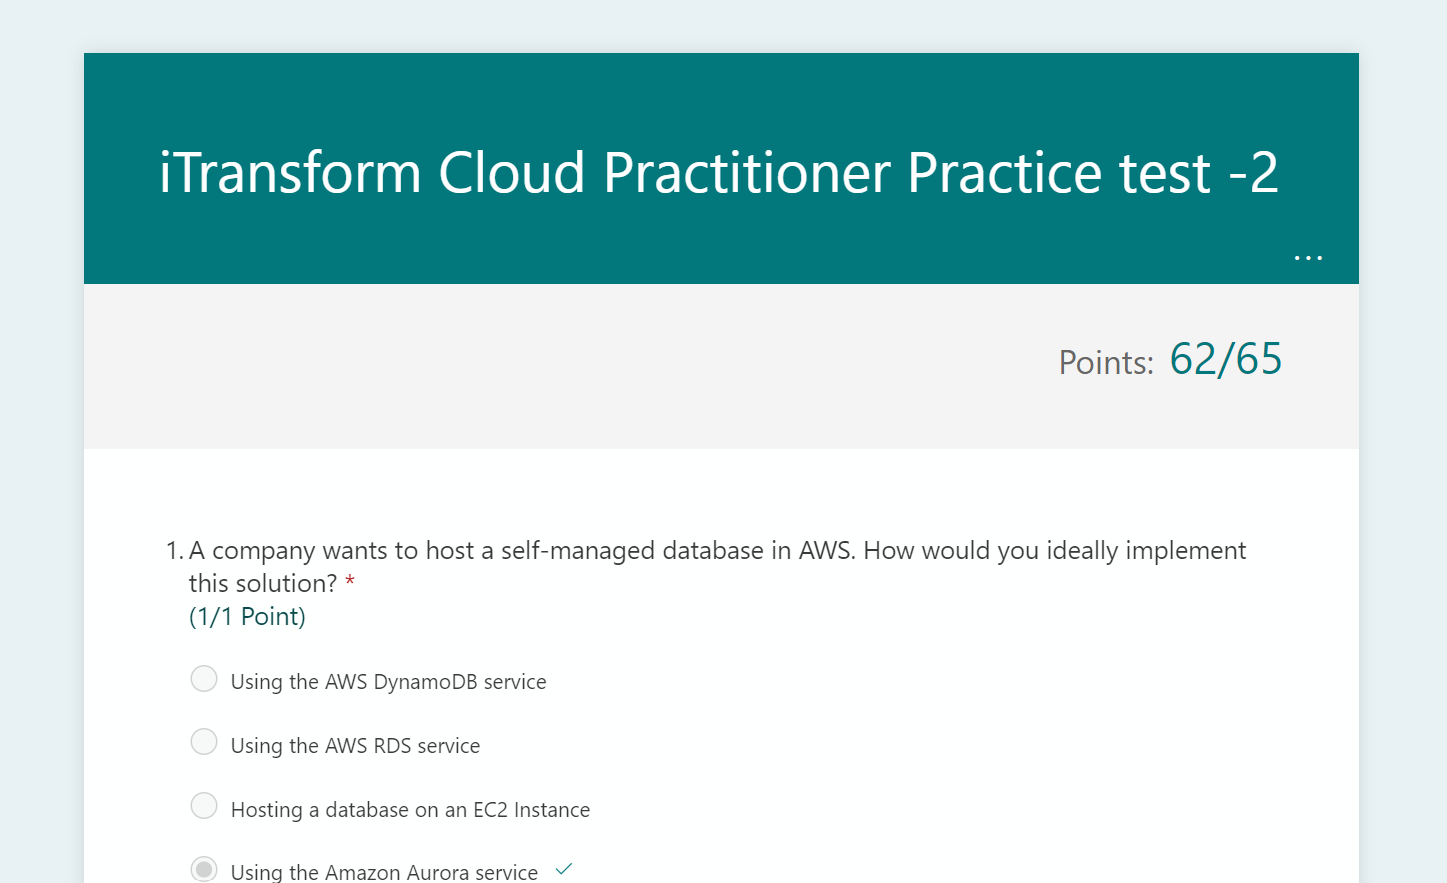 iTransform Cloud Practitioner Practice test -2
...
Points: 62/65
1. A company wants to host a self-managed database in AWS. How would you ideally implement
this solution? *
(1/1 Point)
Using the AWS DynamoDB service
Using the AWS RDS service
Hosting a database on an EC2 Instance
Using the Amazon Aurora service